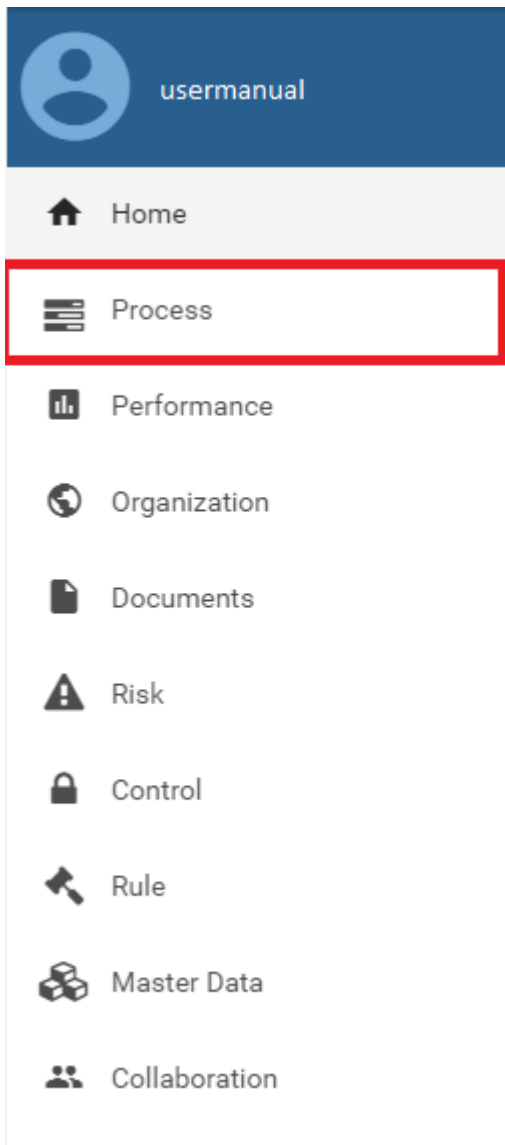 usermanual
Home
Process
Performance
Organization
Documents
Risk
Control
Rule
Master Data
Collaboration